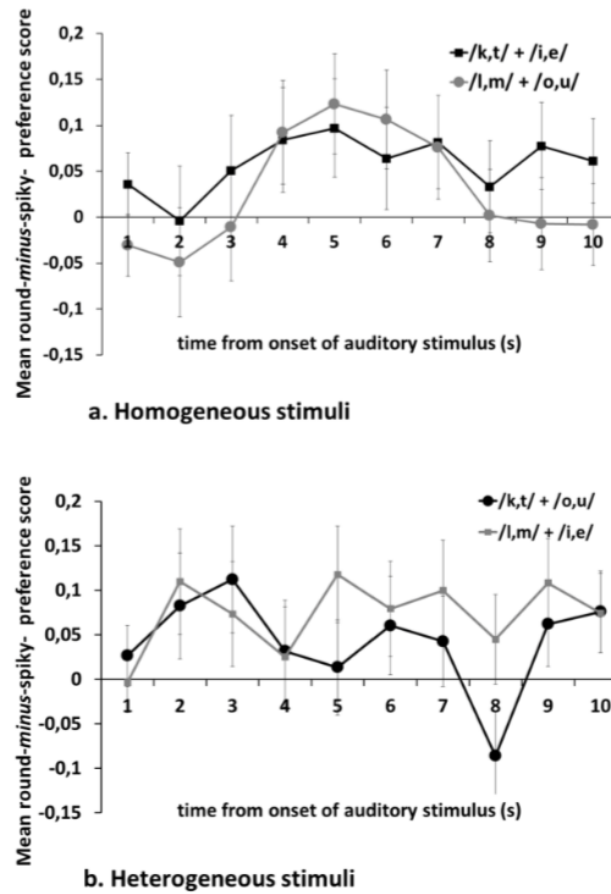 Mean round-minus-spiky- preference score
0,2
0,15
0,1
0,05
0
-0,05
-0,1
-0,15
/k,t/ + /i,e/
/l,m/ + /o,u/
1 2 3 4 5 6 7 8 9 10
time from onset of auditory stimulus (s)
a. Homogeneous stimuli
Mean round-minus-spiky- preference score
0,2
0,15
0,1
0,05
0
-0,05
-0,1
-0,15
/k,t/ + /o,u/
/l,m/ + /i,e/
1 2 3 4 5 6 7 8 9 10
time from onset of auditory stimulus (s)
b. Heterogeneous stimuli